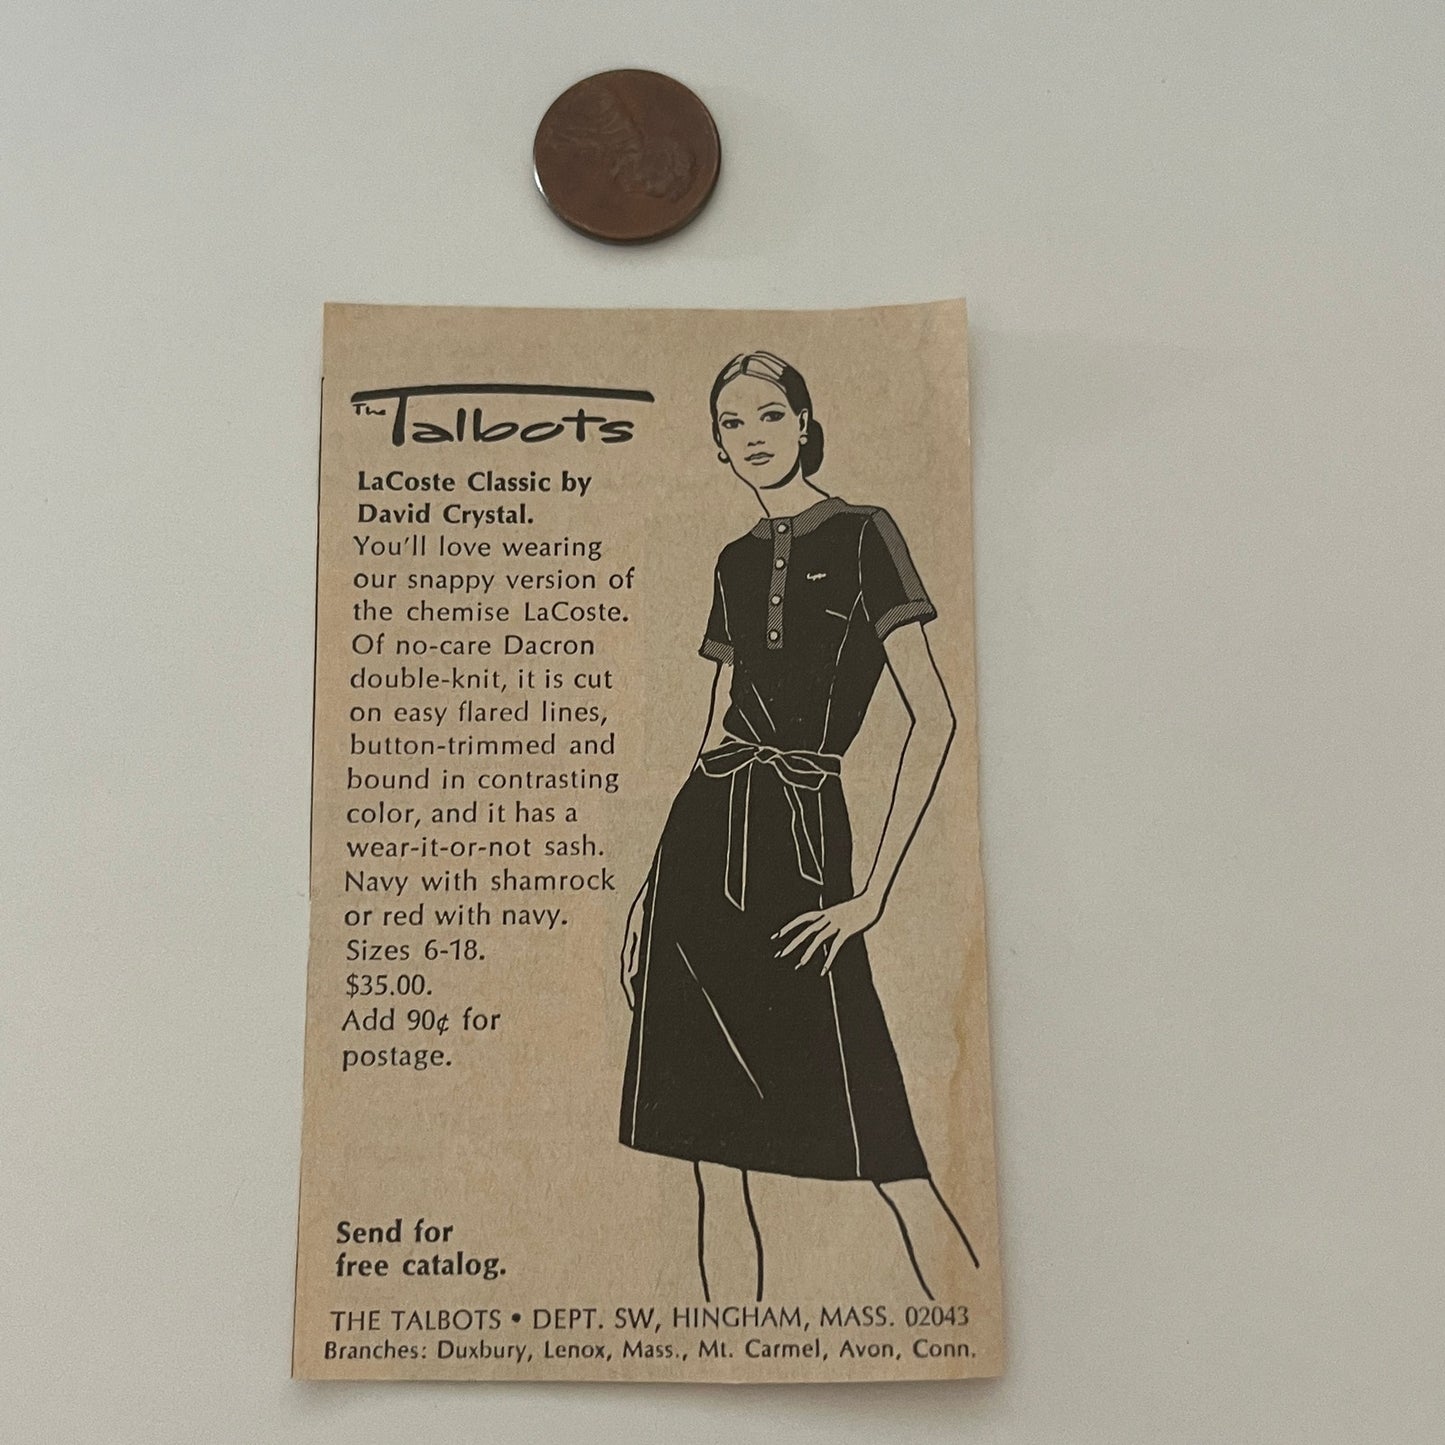 The Talbots
LaCoste Classic by
David Crystal.
You'll love wearing
our snappy version of
the chemise LaCoste.
Of no-care Dacron
double-knit, it is cut
on easy flared lines,
button-trimmed and
bound in contrasting
color, and it has a
wear-it-or-not sash.
Navy with shamrock
or red with navy.
Sizes 6-18.
$35.00.
Add 90¢ for
postage.
Send for
free catalog.
THE TALBOTS • DEPT. SW, HINGHAM, MASS. 02043
Branches: Duxbury, Lenox, Mass., Mt. Carmel, Avon, Conn.